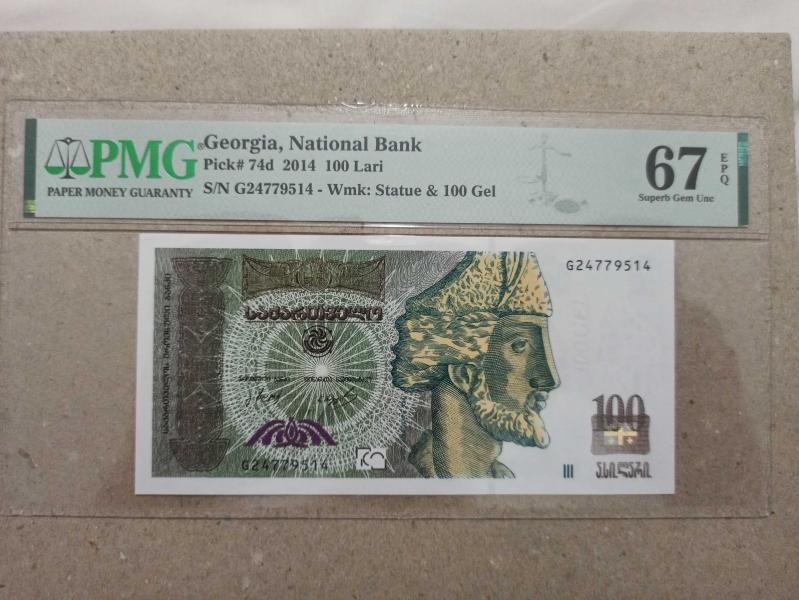 PMG
PAPER MONEY GUARANTY
Georgia, National Bank
Pick# 74d 2014 100 Lari
S/N G24779514 - Wmk: Statue & 100 Gel
67
EPQ
Superb Gem Unc
G24779514
საქართველო
G24779514
100
ასი ლარი